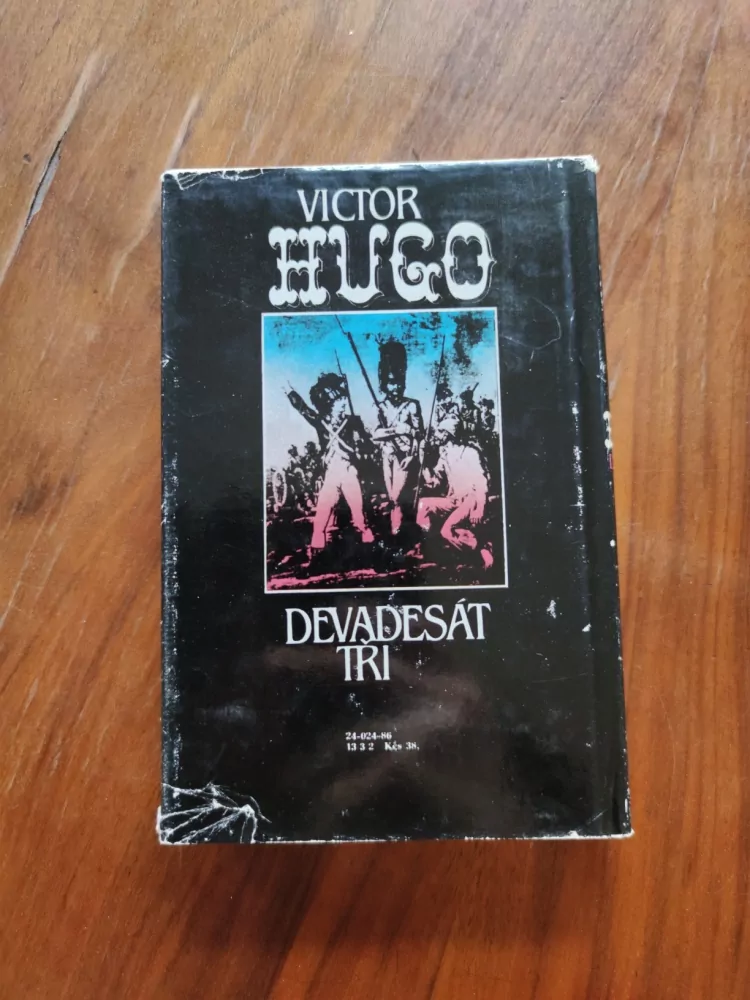 VICTOR
HUGO
DEVADESÁT
TŘI
24-024-86
13 3 2 Kčs 38,